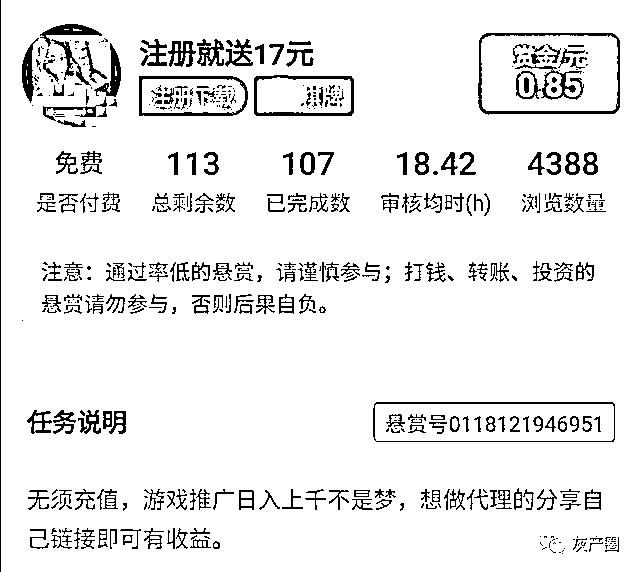 注册就送17元
赏金/元
注册下载
棋牌
0.85
免费
113
107
18.42
4388
是否付费
总剩余数
已完成数
审核均时(h)
浏览数量
注意：通过率低的悬赏，请谨慎参与；打钱、转账、投资的
悬赏请勿参与，否则后果自负。
任务说明
悬赏号0118121946951
无须充值，游戏推广日入上千不是梦，想做代理的分享自
己链接即可有收益。
灰产圈